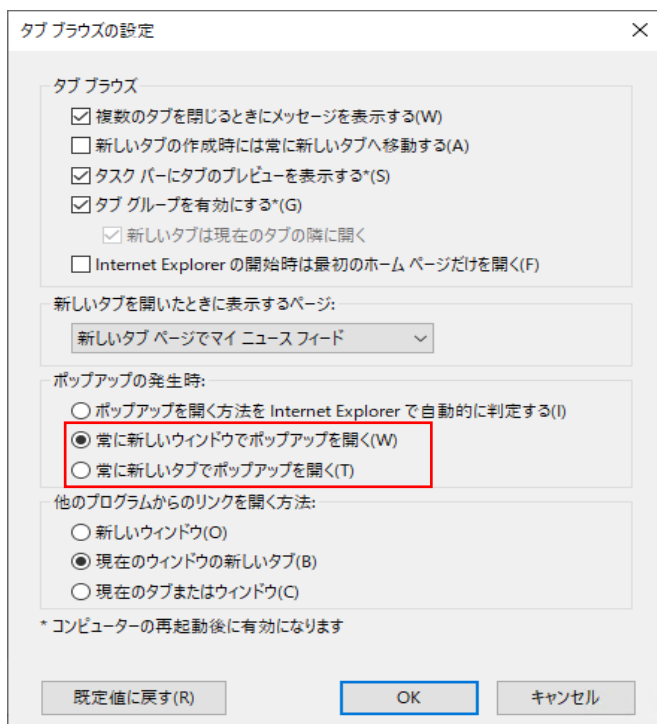 タブ ブラウズの設定
タブ ブラウズ
複数のタブを閉じるときにメッセージを表示する(W)
新しいタブの作成時には常に新しいタブへ移動する(A)
タスク バーにタブのプレビューを表示する*(S)
タブ グループを有効にする*(G)
新しいタブは現在のタブの隣に開く
Internet Explorer の開始時は最初のホーム ページだけを開く(F)
新しいタブを開いたときに表示するページ:
新しいタブ ページでマイ ニュース フィード
ポップアップの発生時:
ポップアップを開く方法を Internet Explorer で自動的に判定する(I)
常に新しいウィンドウでポップアップを開く(W)
常に新しいタブでポップアップを開く(T)
他のプログラムからのリンクを開く方法:
新しいウィンドウ(O)
現在のウィンドウの新しいタブ(B)
現在のタブまたはウィンドウ(C)
* コンピューターの再起動後に有効になります
既定値に戻す(R) OK キャンセル